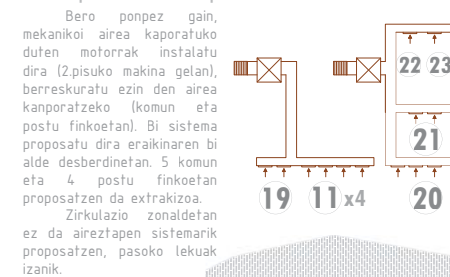 Bero ponpez gain,
mekanikoi airea kaporatuko
duten motorrak instalatu
dira (2.pisuko makina gelan),
berreskuratu ezin den airea
kanporatzeko (komun eta
postu finkoetan). Bi sistema
proposatu dira eraikinaren bi
alde desberdinetan. 5 komun
eta 4 postu finkoetan
proposatzen da extrakizoa.
Zirkulazio zonaldetan
ez da aireztapen sistemarik
proposatzen, pasoko lekuak
izanik.
22 23
21
19 11 x4 20